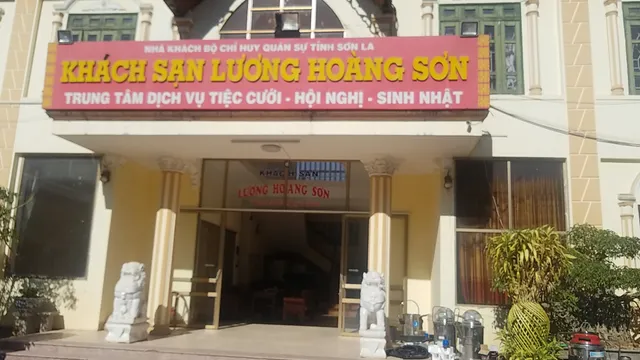 NHÀ KHÁCH BỘ CHỈ HUY QUÂN SỰ TỈNH SƠN LA
KHÁCH SẠN LƯƠNG HOÀNG SƠN
TRUNG TÂM DỊCH VỤ TIỆC CƯỚI - HỘI NGHỊ - SINH NHẬT
KHÁCH SẠN
LƯƠNG HOÀNG SƠN